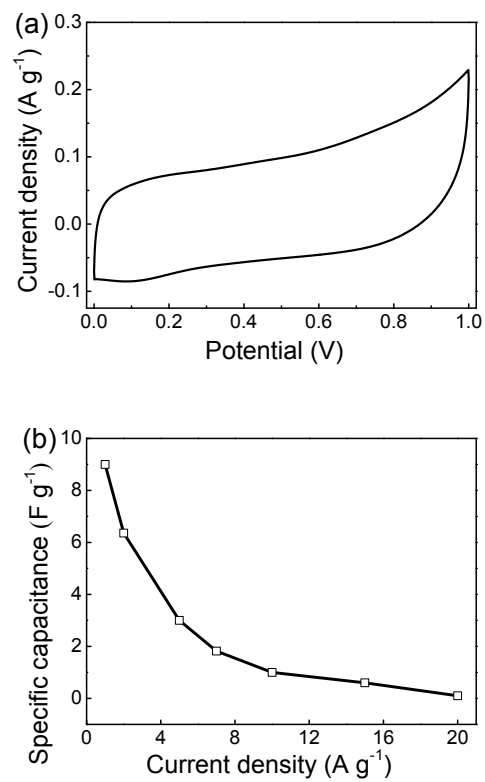 (a)
0.3
0.2
0.1
0.0
-0.1
Current density (A g-1)
0.0 0.2 0.4 0.6 0.8 1.0
Potential (V)
(b)
10
8
6
4
2
0
Specific capacitance (F g-1)
0 4 8 12 16 20
Current density (A g-1)